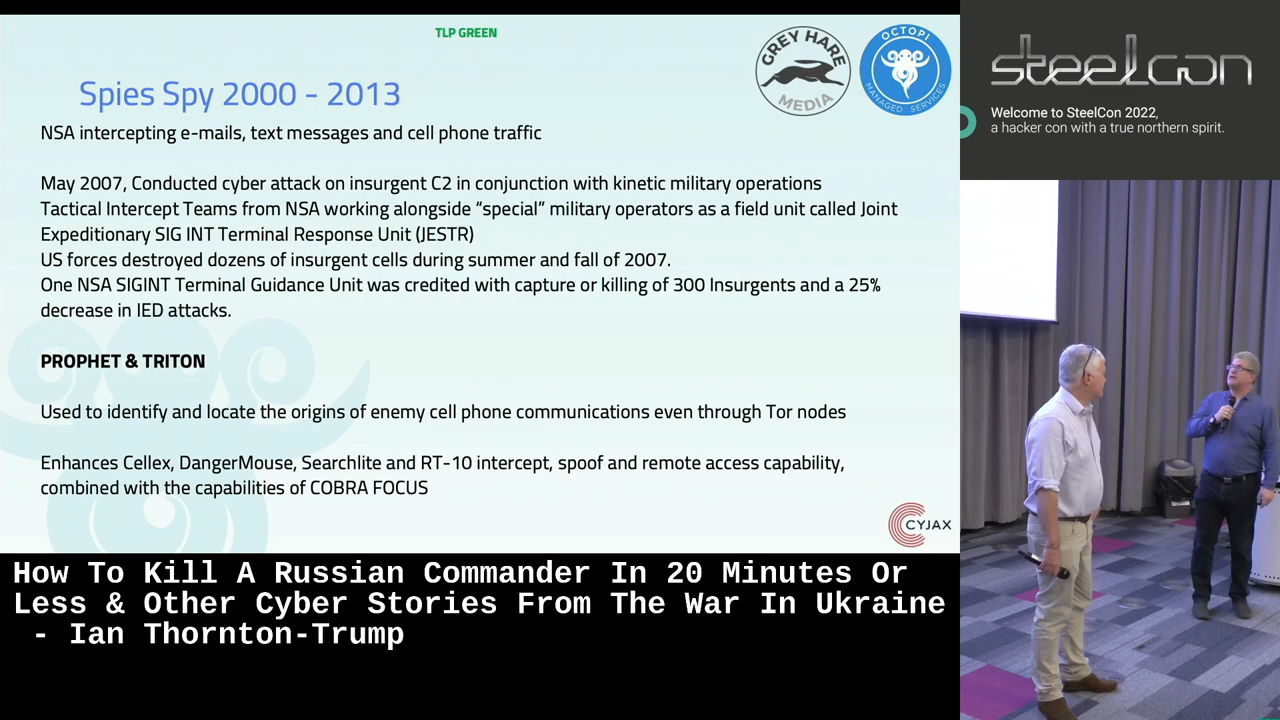 TLP GREEN
GREY HARE
MEDIA
OCTOPI
MANAGED SERVICES
steelcon
Spies Spy 2000 - 2013
Welcome to SteelCon 2022,
a hacker con with a true northern spirit.
NSA intercepting e-mails, text messages and cell phone traffic
May 2007, Conducted cyber attack on insurgent C2 in conjunction with kinetic military operations
Tactical Intercept Teams from NSA working alongside “special” military operators as a field unit called Joint
Expeditionary SIG INT Terminal Response Unit (JESTR)
US forces destroyed dozens of insurgent cells during summer and fall of 2007.
One NSA SIGINT Terminal Guidance Unit was credited with capture or killing of 300 Insurgents and a 25%
decrease in IED attacks.
PROPHET & TRITON
Used to identify and locate the origins of enemy cell phone communications even through Tor nodes
Enhances Cellex, DangerMouse, Searchlite and RT-10 intercept, spoof and remote access capability,
combined with the capabilities of COBRA FOCUS
CYJAX
How To Kill A Russian Commander In 20 Minutes Or
Less & Other Cyber Stories From The War In Ukraine
- Ian Thornton-Trump